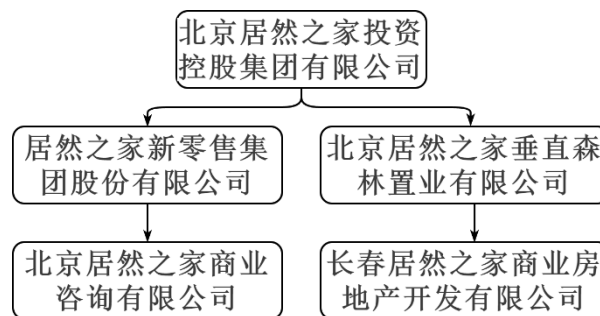 北京居然之家投资
控股集团有限公司
居然之家新零售集
团股份有限公司
北京居然之家垂直森
林置业有限公司
北京居然之家商业
咨询有限公司
长春居然之家商业房
地产开发有限公司